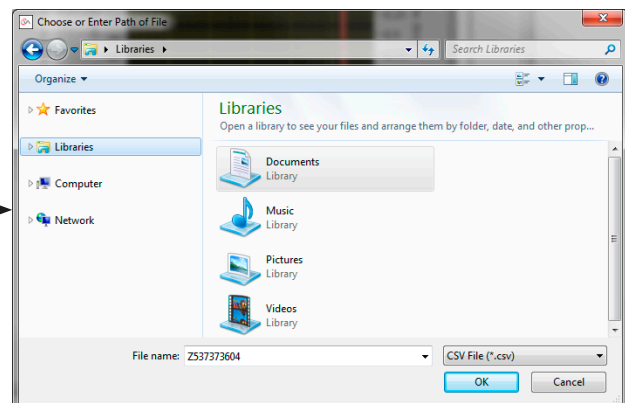 Choose or Enter Path of File
Libraries
Search Libraries
Organize
Favorites
Libraries
Computer
Network
Libraries
Open a library to see your files and arrange them by folder, date, and other prop...
Documents
Library
Music
Library
Pictures
Library
Videos
Library
File name: Z537373604 CSV File (*.csv)
OK Cancel